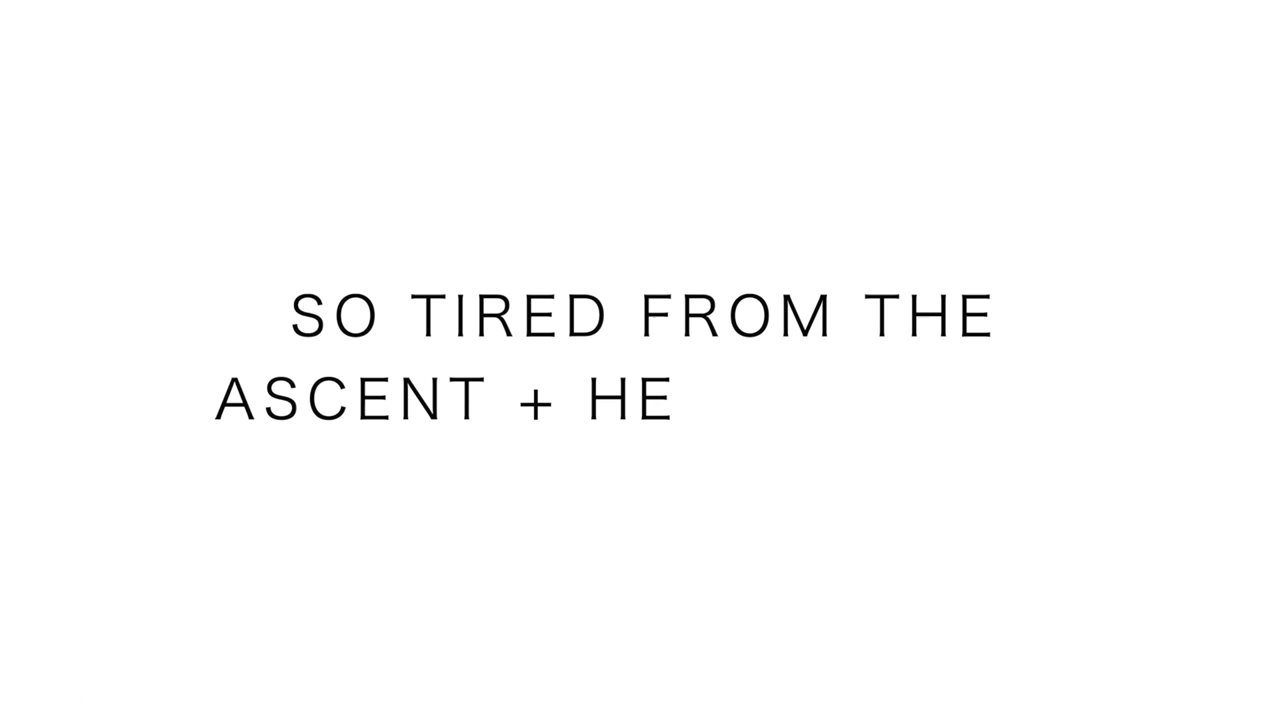 SO TIRED FROM THE
ASCENT + HE